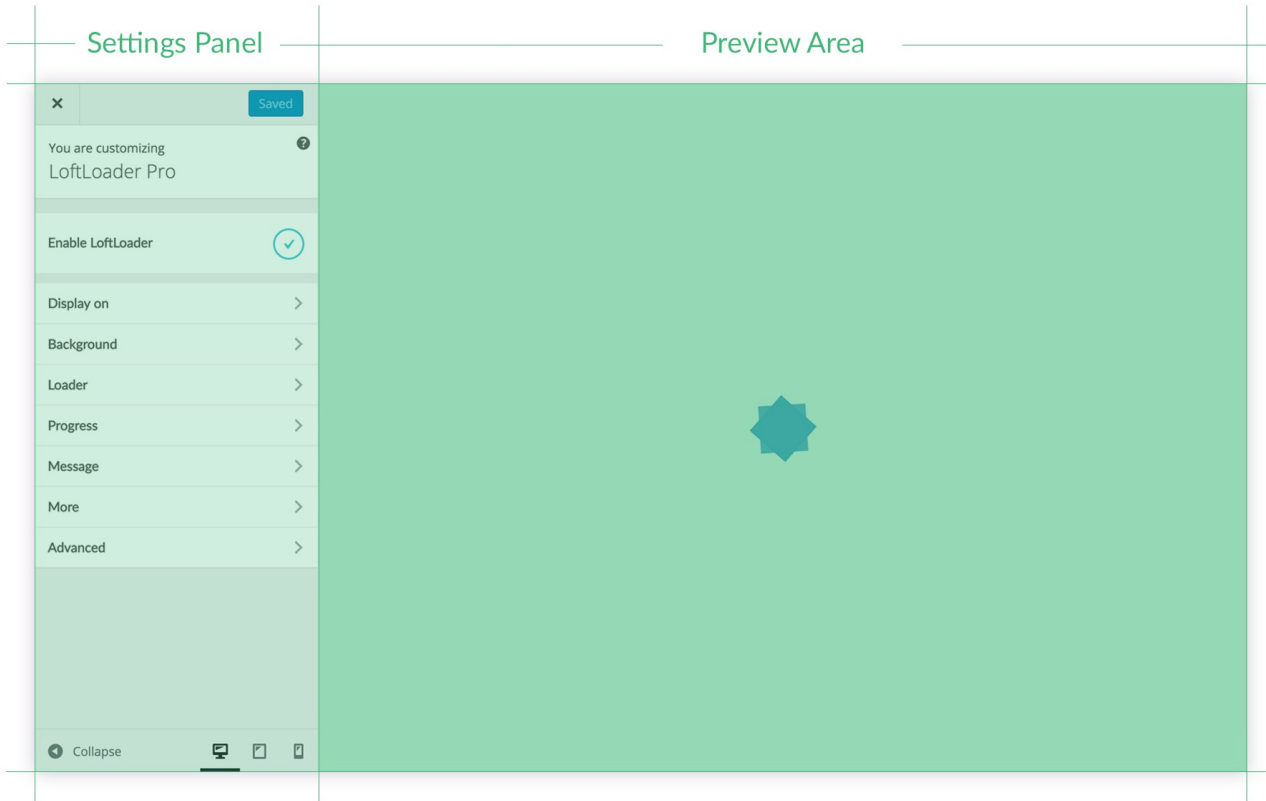 Settings Panel
Preview Area
Saved
You are customizing
LoftLoader Pro
Enable LoftLoader
Display on
Background
Loader
Progress
Message
More
Advanced
Collapse